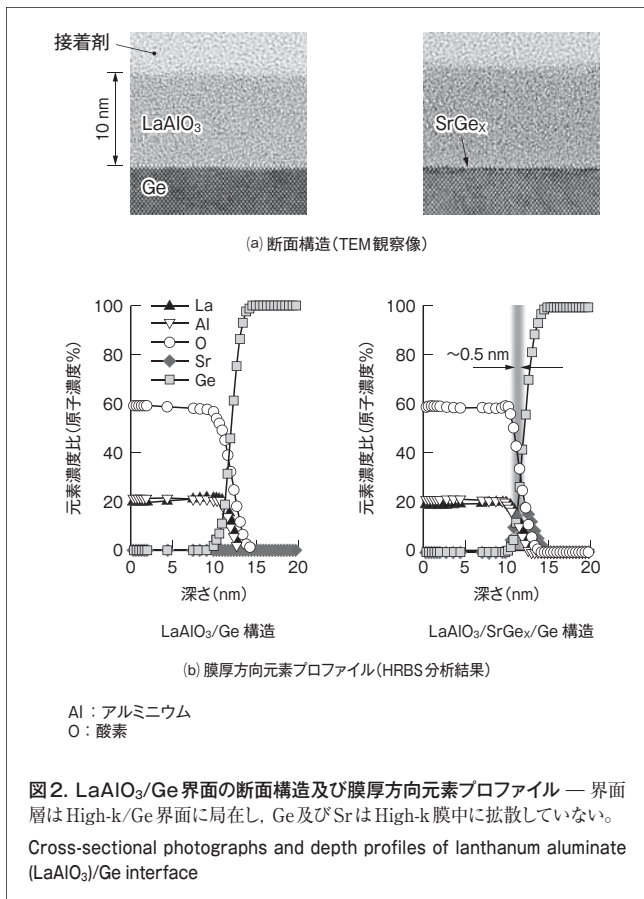 接着剤
10 nm
LaAlO₃
Ge
SrGeₓ
(a) 断面構造(TEM観察像)
La
Al
O
Sr
Ge
100
80
60
40
20
0
元素濃度比(原子濃度%)
0 5 10 15 20
深さ(nm)
LaAlO₃/Ge 構造
～0.5 nm
100
80
60
40
20
0
元素濃度比(原子濃度%)
0 5 10 15 20
深さ(nm)
LaAlO₃/SrGeₓ/Ge 構造
(b) 膜厚方向元素プロファイル(HRBS分析結果)
Al :アルミニウム
O :酸素
図2. LaAlO₃/Ge界面の断面構造及び膜厚方向元素プロファイル — 界面
層はHigh-k/Ge界面に局在し,Ge及びSrはHigh-k膜中に拡散していない。
Cross-sectional photographs and depth profiles of lanthanum aluminate
(LaAlO₃)/Ge interface